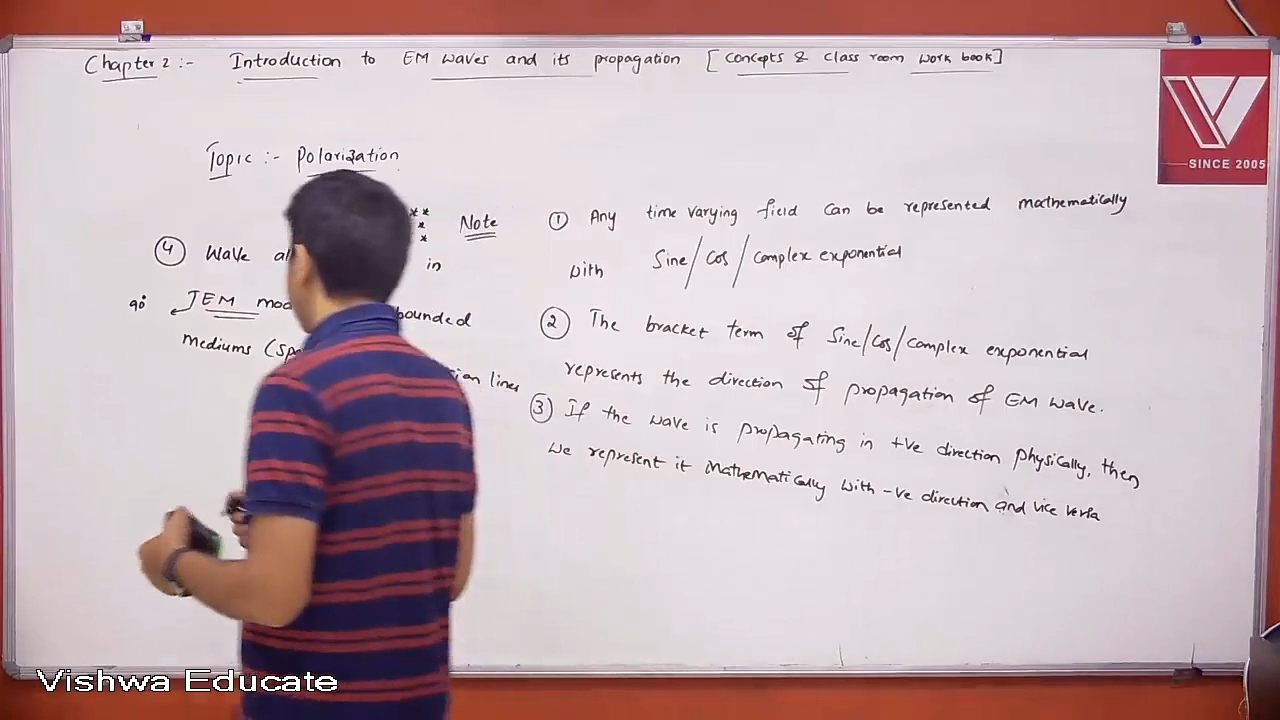 Chapter 2 :- Introduction to EM waves and its propagation [concepts & class room work book]
SINCE 2005
Topic :- Polarization
** Note
*
*
① Any time varying field can be represented mathematically
with Sine/cos/complex exponential
② The bracket term of Sine/cos/complex exponential
represents the direction of propagation of EM wave.
③ If the wave is propagating in +ve direction physically, then
we represent it Mathematically with -ve direction and vice versa
④ Wave in
90° TEM bounded
mediums lines
Vishwa Educate